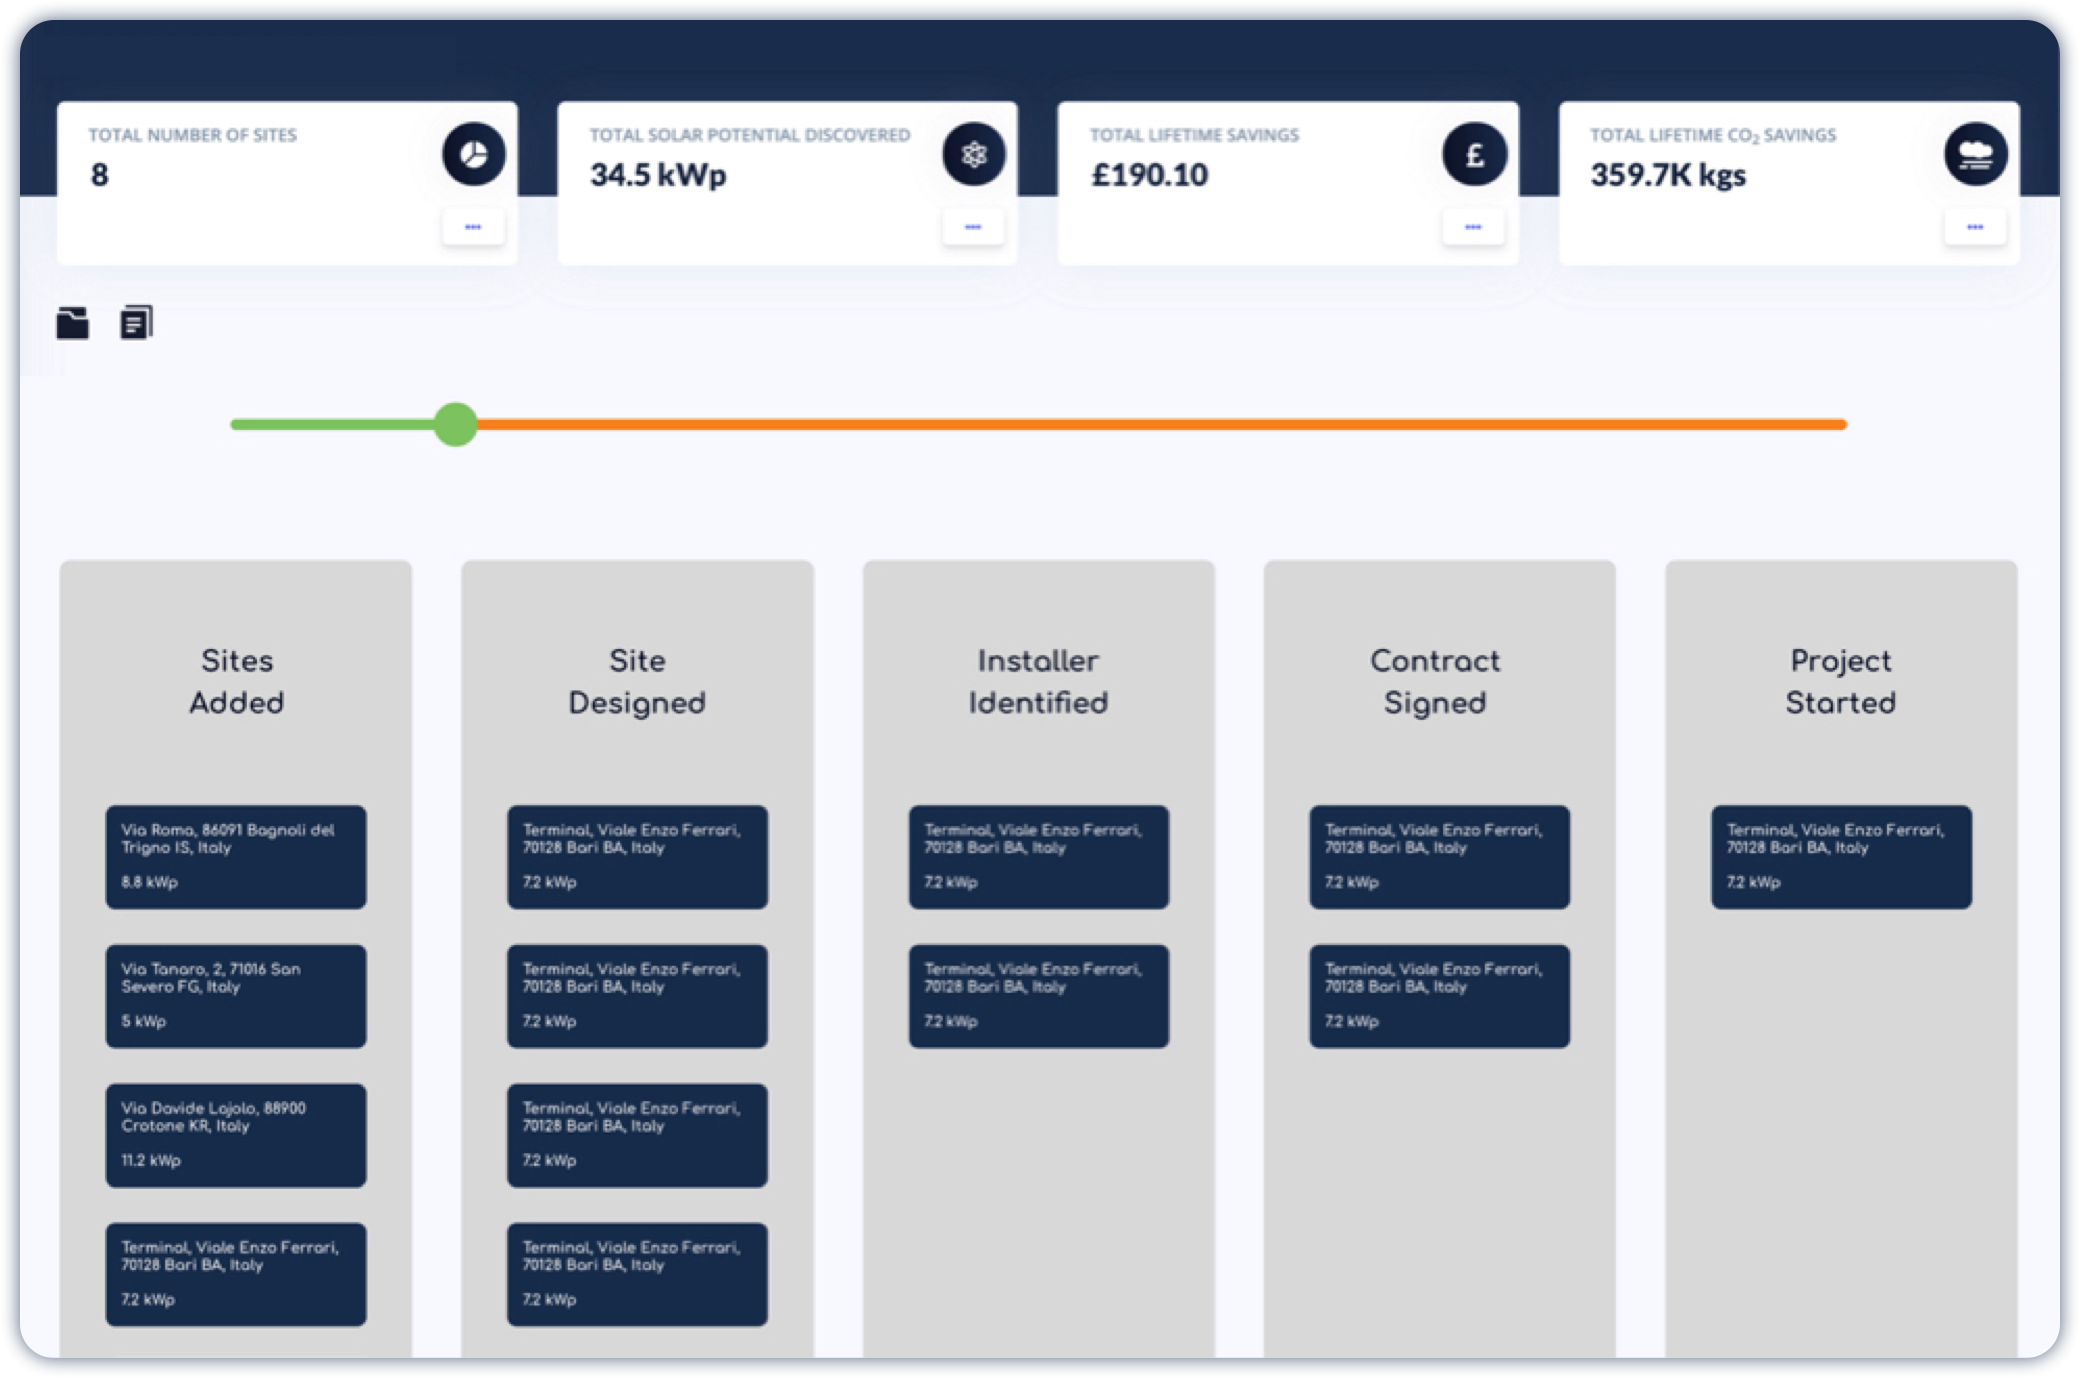 TOTAL NUMBER OF SITES
8
TOTAL SOLAR POTENTIAL DISCOVERED
34.5 kWp
TOTAL LIFETIME SAVINGS
£190.10
£
TOTAL LIFETIME CO₂ SAVINGS
359.7K kgs
Sites
Added
Via Roma, 86091 Bagnoli del
Trigno IS, Italy
8.8 kWp
Via Tanaro, 2, 71016 San
Severo FG, Italy
5 kWp
Via Davide Lajolo, 88900
Crotone KR, Italy
11.2 kWp
Terminal, Viale Enzo Ferrari,
70128 Bari BA, Italy
7.2 kWp
Site
Designed
Terminal, Viale Enzo Ferrari,
70128 Bari BA, Italy
7.2 kWp
Terminal, Viale Enzo Ferrari,
70128 Bari BA, Italy
7.2 kWp
Terminal, Viale Enzo Ferrari,
70128 Bari BA, Italy
7.2 kWp
Terminal, Viale Enzo Ferrari,
70128 Bari BA, Italy
7.2 kWp
Installer
Identified
Terminal, Viale Enzo Ferrari,
70128 Bari BA, Italy
7.2 kWp
Terminal, Viale Enzo Ferrari,
70128 Bari BA, Italy
7.2 kWp
Contract
Signed
Terminal, Viale Enzo Ferrari,
70128 Bari BA, Italy
7.2 kWp
Terminal, Viale Enzo Ferrari,
70128 Bari BA, Italy
7.2 kWp
Project
Started
Terminal, Viale Enzo Ferrari,
70128 Bari BA, Italy
7.2 kWp